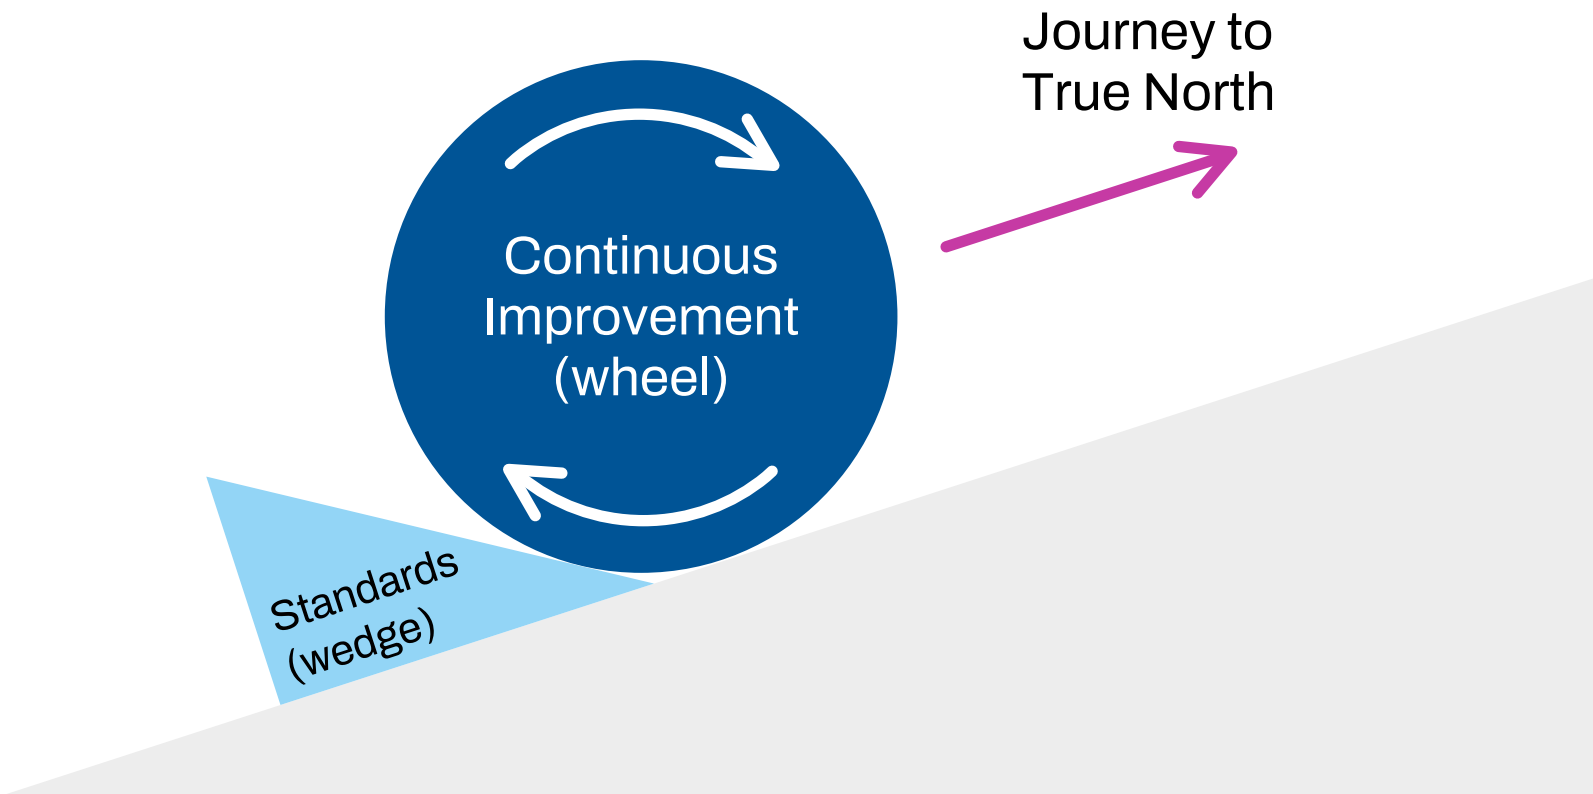 Journey to
True North
Continuous
Improvement
(wheel)
Standards
(wedge)